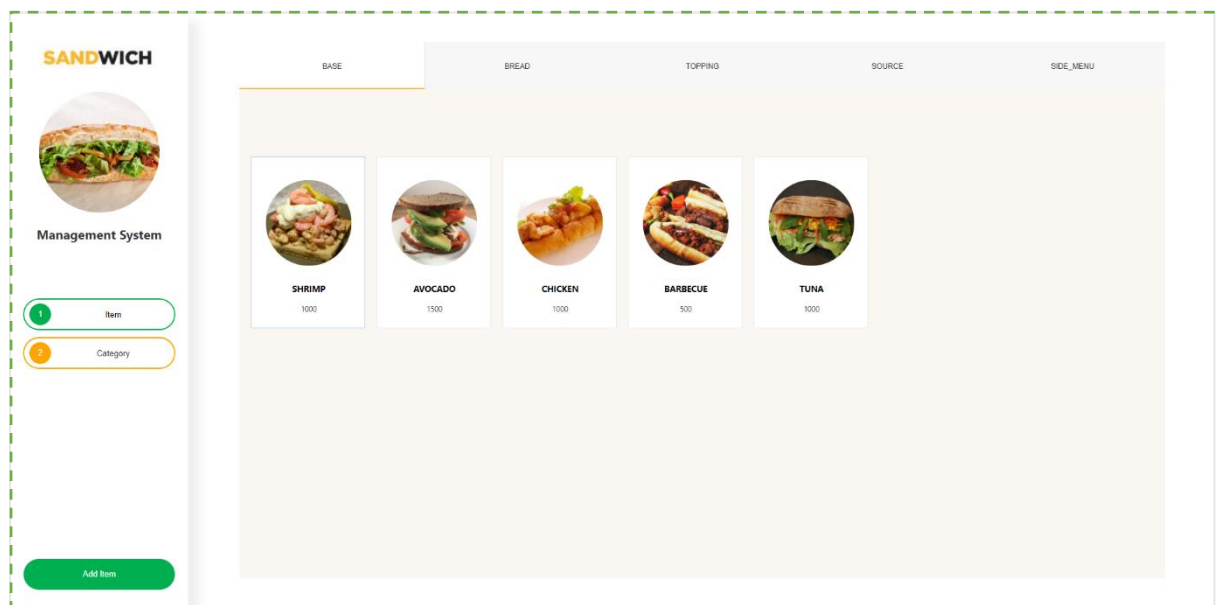 SANDWICH
Management System
1 Item
2 Category
Add Item
BASE BREAD TOPPING SOURCE SIDE_MENU
SHRIMP AVOCADO CHICKEN BARBECUE TUNA
1000 1500 1000 500 1000